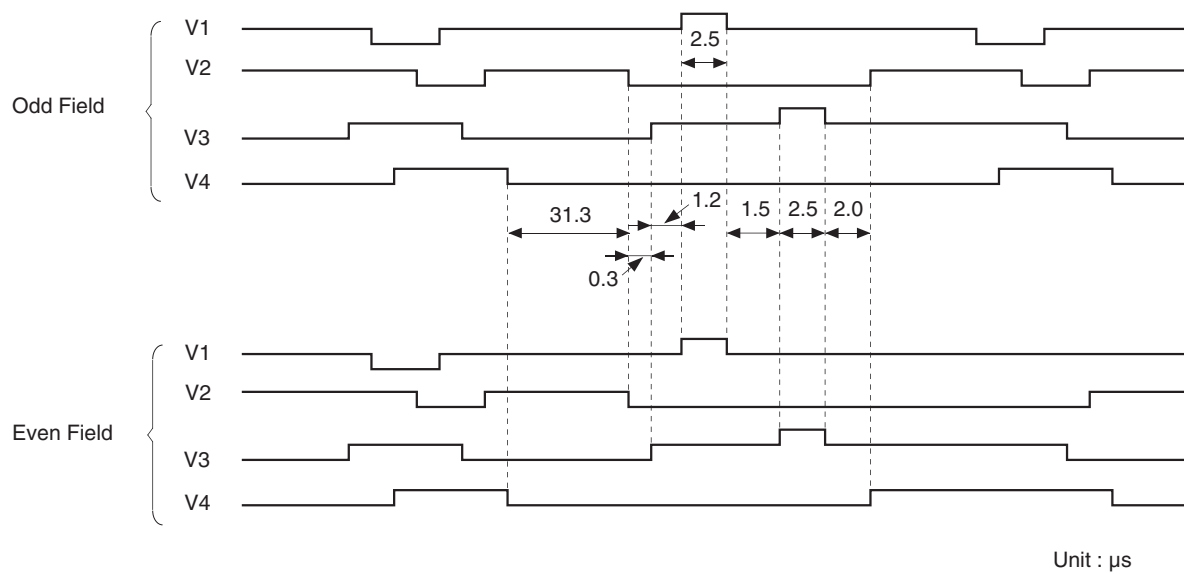 Odd Field
V1
2.5
V2
V3
V4
31.3
1.2
1.5
2.5
2.0
0.3
Even Field
V1
V2
V3
V4
Unit : μs